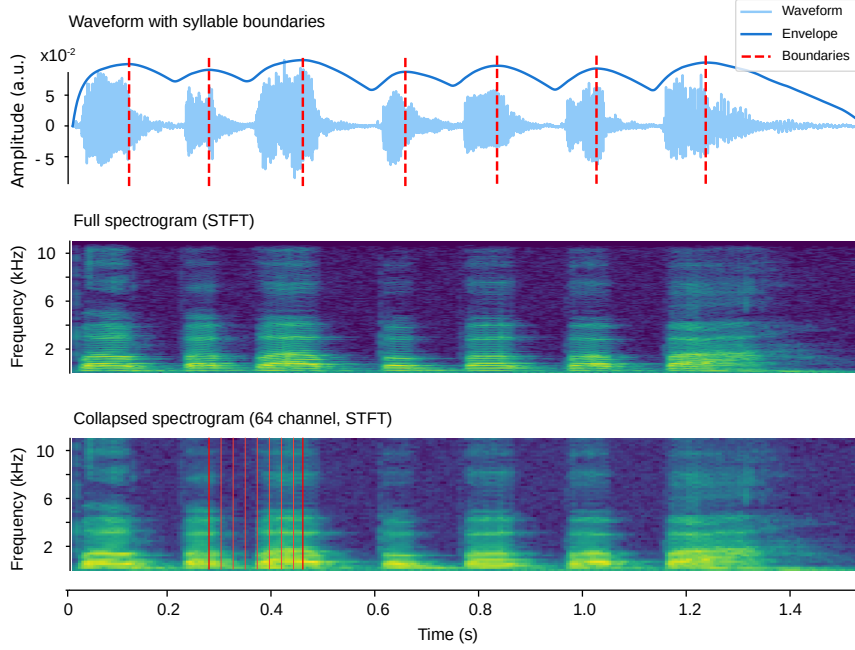 Waveform with syllable boundaries
Waveform
Envelope
Boundaries
x10-2
Amplitude (a.u.)
5
0
- 5
Full spectrogram (STFT)
Frequency (kHz)
10
6
2
Collapsed spectrogram (64 channel, STFT)
Frequency (kHz)
10
6
2
0 0.2 0.4 0.6 0.8 1.0 1.2 1.4
Time (s)